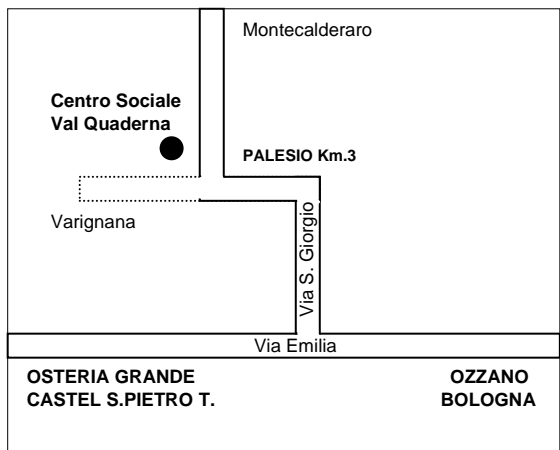 Montecalderaro
Centro Sociale
Val Quaderna
PALESIO Km.3
Varignana
Via S. Giorgio
Via Emilia
OSTERIA GRANDE
CASTEL S.PIETRO T.
OZZANO
BOLOGNA